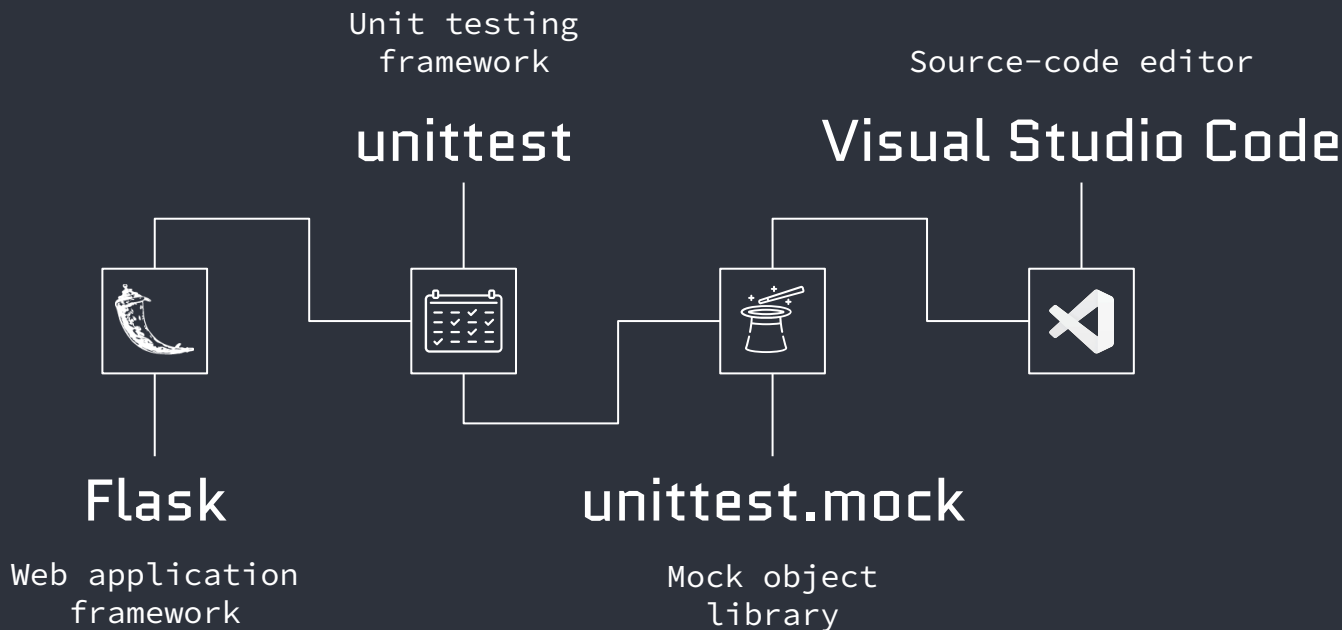 Unit testing
framework
unittest
Source-code editor
Visual Studio Code
Flask
Web application
framework
unittest.mock
Mock object
library